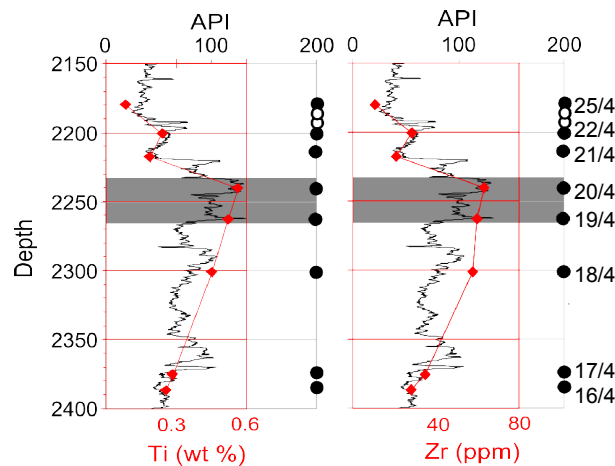 API API
0 100 200 0 100 200
2150
25/4
2200 22/4
21/4
2250 20/4
19/4
2300 18/4
2350
17/4
2400 16/4
Depth
0.3 0.6 40 80
Ti (wt %) Zr (ppm)